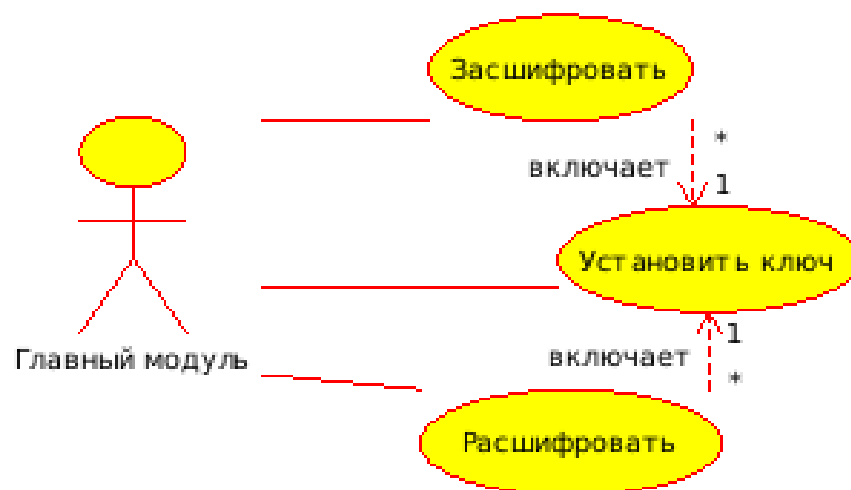 Засшифровать
*
включает
1
Установить ключ
Главный модуль
1
включает
*
Расшифровать